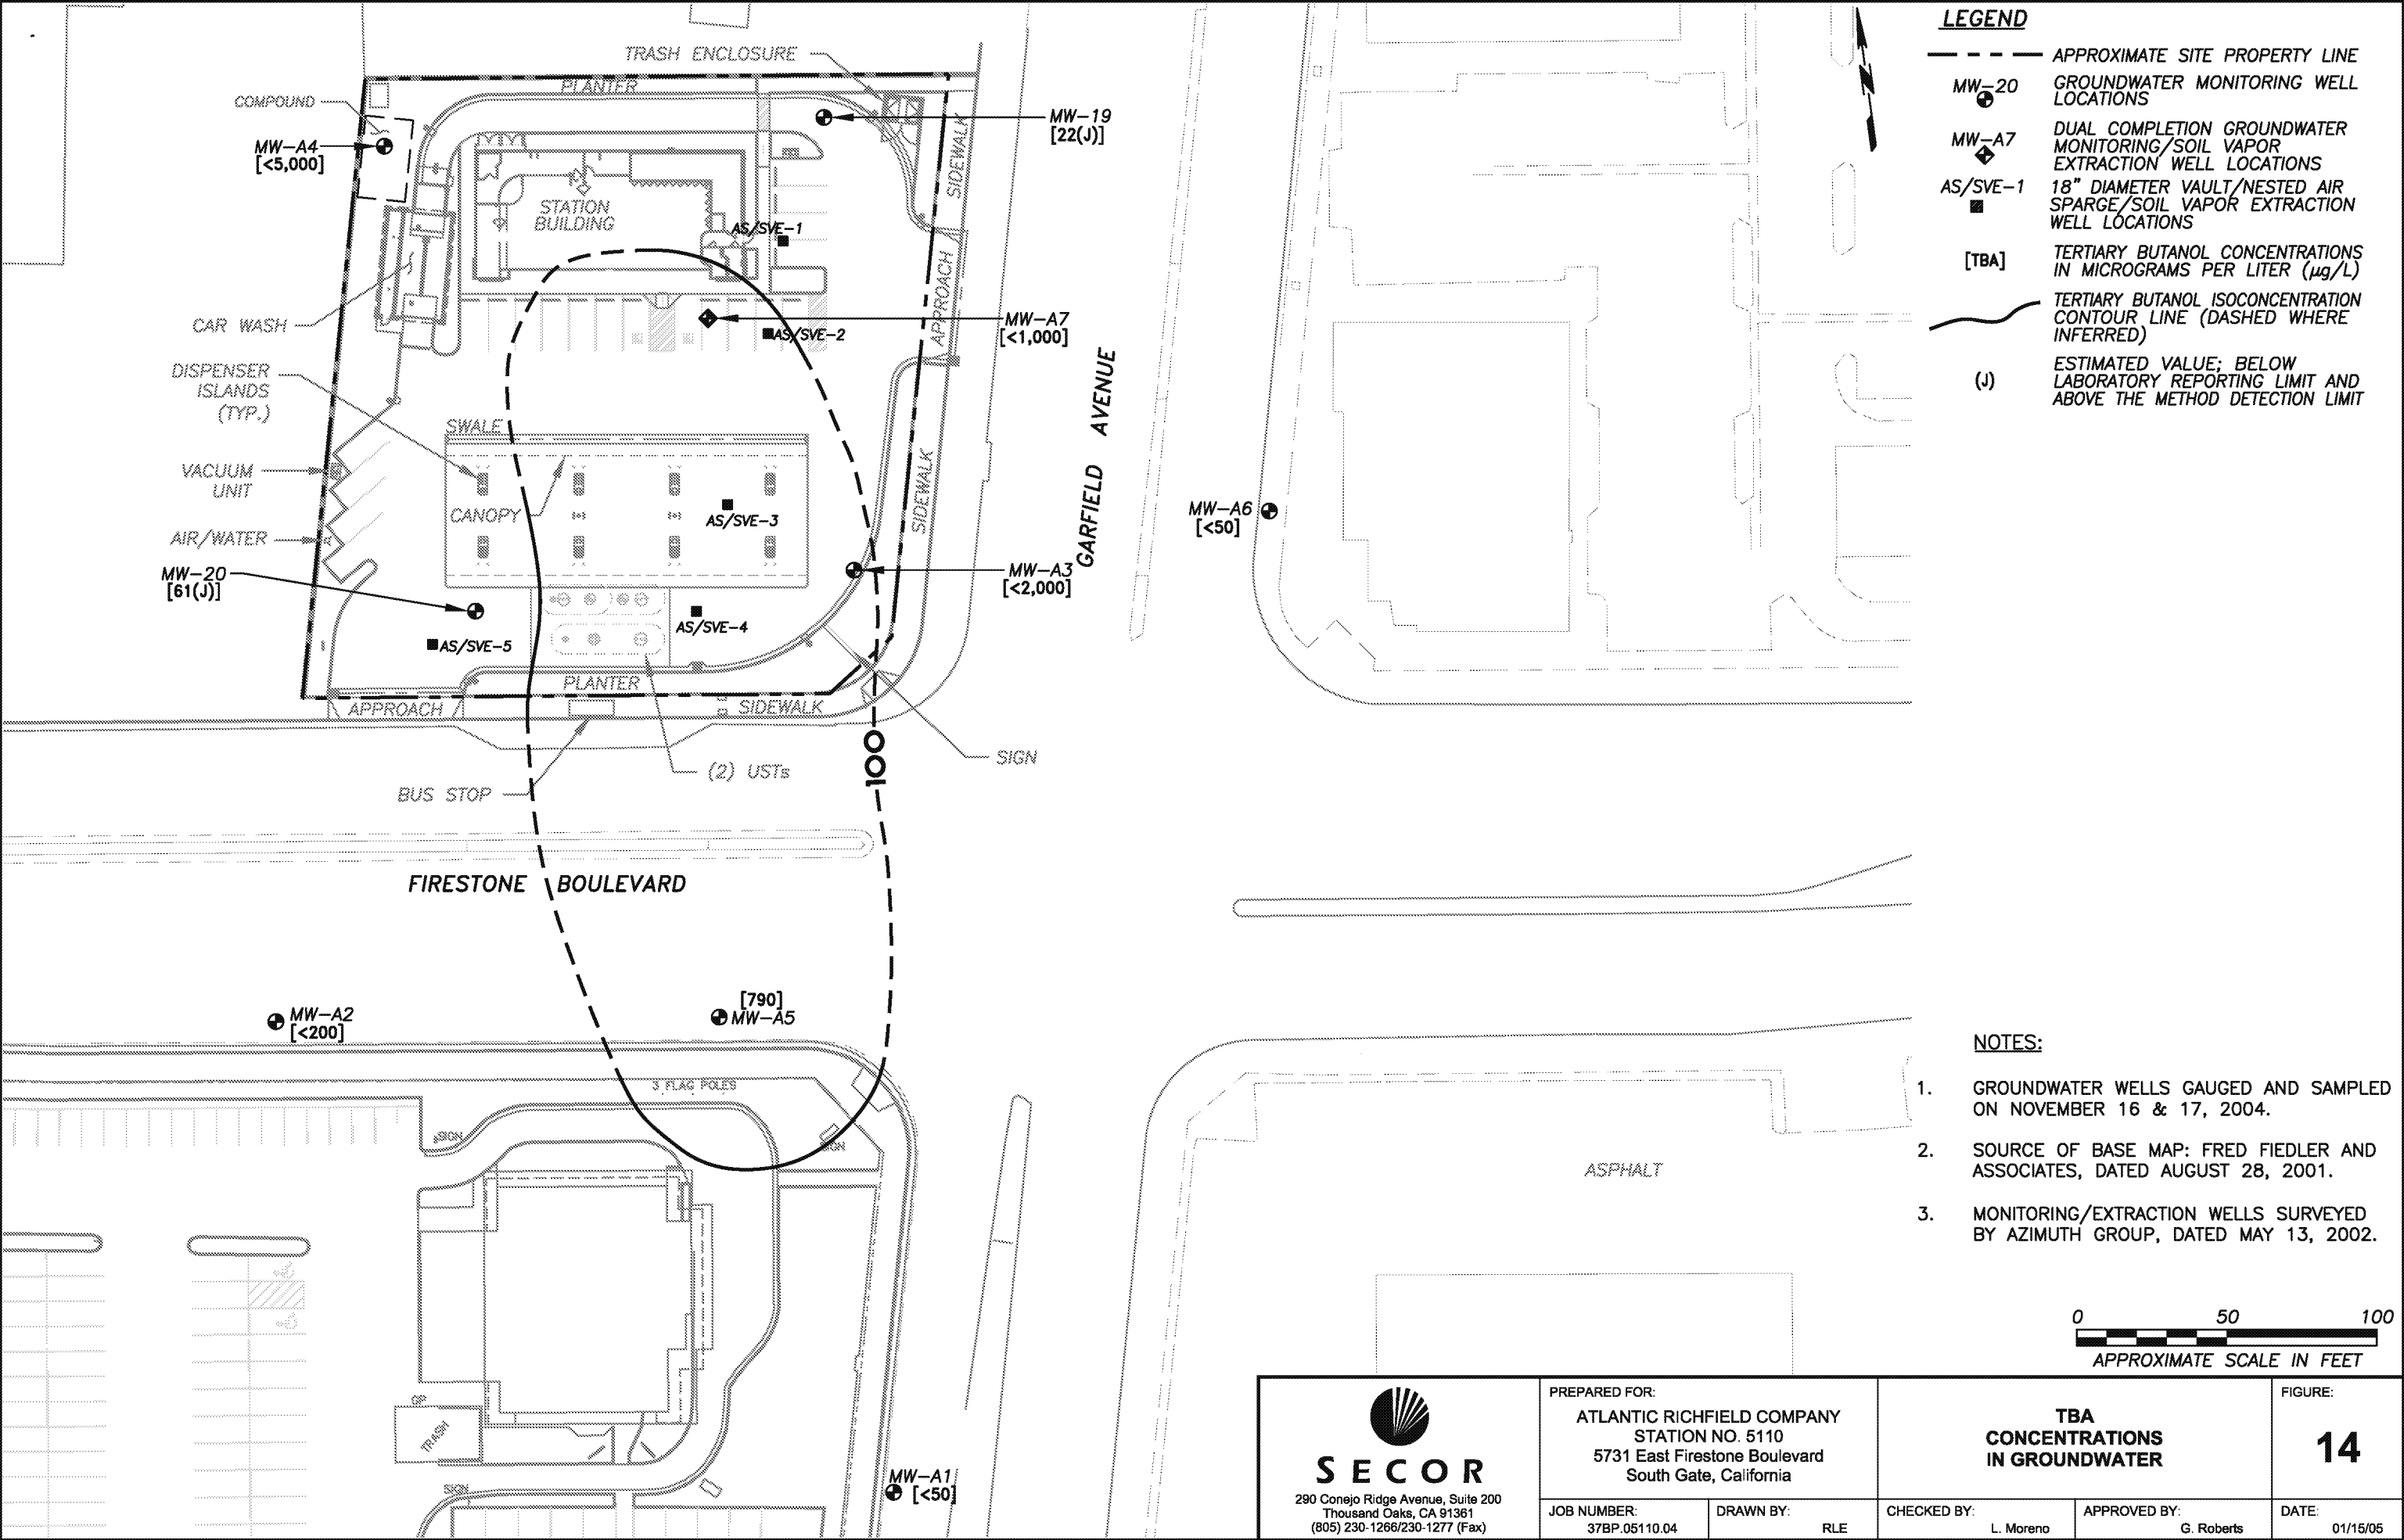 TRASH ENCLOSURE
PLANTER
COMPOUND
MW-A4
[<5,000]
MW-19
[22(J)]
SIDEWALK
STATION
BUILDING
AS/SVE-1
APPROACH
CAR WASH
MW-A7
[<1,000]
AS/SVE-2
GARFIELD AVENUE
DISPENSER
ISLANDS
(TYP.)
SWALE
VACUUM
UNIT
CANOPY
AS/SVE-3
SIDEWALK
AIR/WATER
MW-A6
[<50]
MW-20
[61(J)]
MW-A3
[<2,000]
AS/SVE-4
AS/SVE-5
PLANTER
APPROACH
SIDEWALK
SIGN
(2) USTs
BUS STOP
100
FIRESTONE BOULEVARD
MW-A2
[<200]
[790]
MW-A5
3 FLAG POLES
SIGN
SIGN
ASPHALT
OP
TRASH
SIGN
MW-A1
[<50]
LEGEND
APPROXIMATE SITE PROPERTY LINE
MW-20
GROUNDWATER MONITORING WELL
LOCATIONS
MW-A7
DUAL COMPLETION GROUNDWATER
MONITORING/SOIL VAPOR
EXTRACTION WELL LOCATIONS
AS/SVE-1
18" DIAMETER VAULT/NESTED AIR
SPARGE/SOIL VAPOR EXTRACTION
WELL LOCATIONS
[TBA]
TERTIARY BUTANOL CONCENTRATIONS
IN MICROGRAMS PER LITER (µg/L)
TERTIARY BUTANOL ISOCONCENTRATION
CONTOUR LINE (DASHED WHERE
INFERRED)
(J)
ESTIMATED VALUE; BELOW
LABORATORY REPORTING LIMIT AND
ABOVE THE METHOD DETECTION LIMIT
N
NOTES:
1. GROUNDWATER WELLS GAUGED AND SAMPLED
ON NOVEMBER 16 & 17, 2004.
2. SOURCE OF BASE MAP: FRED FIEDLER AND
ASSOCIATES, DATED AUGUST 28, 2001.
3. MONITORING/EXTRACTION WELLS SURVEYED
BY AZIMUTH GROUP, DATED MAY 13, 2002.
0 50 100
APPROXIMATE SCALE IN FEET
SECOR
290 Conejo Ridge Avenue, Suite 200
Thousand Oaks, CA 91361
(805) 230-1266/230-1277 (Fax)
PREPARED FOR:
ATLANTIC RICHFIELD COMPANY
STATION NO. 5110
5731 East Firestone Boulevard
South Gate, California
TBA
CONCENTRATIONS
IN GROUNDWATER
FIGURE:
14
JOB NUMBER:
37BP.05110.04
DRAWN BY:
RLE
CHECKED BY:
L. Moreno
APPROVED BY:
G. Roberts
DATE:
01/15/05